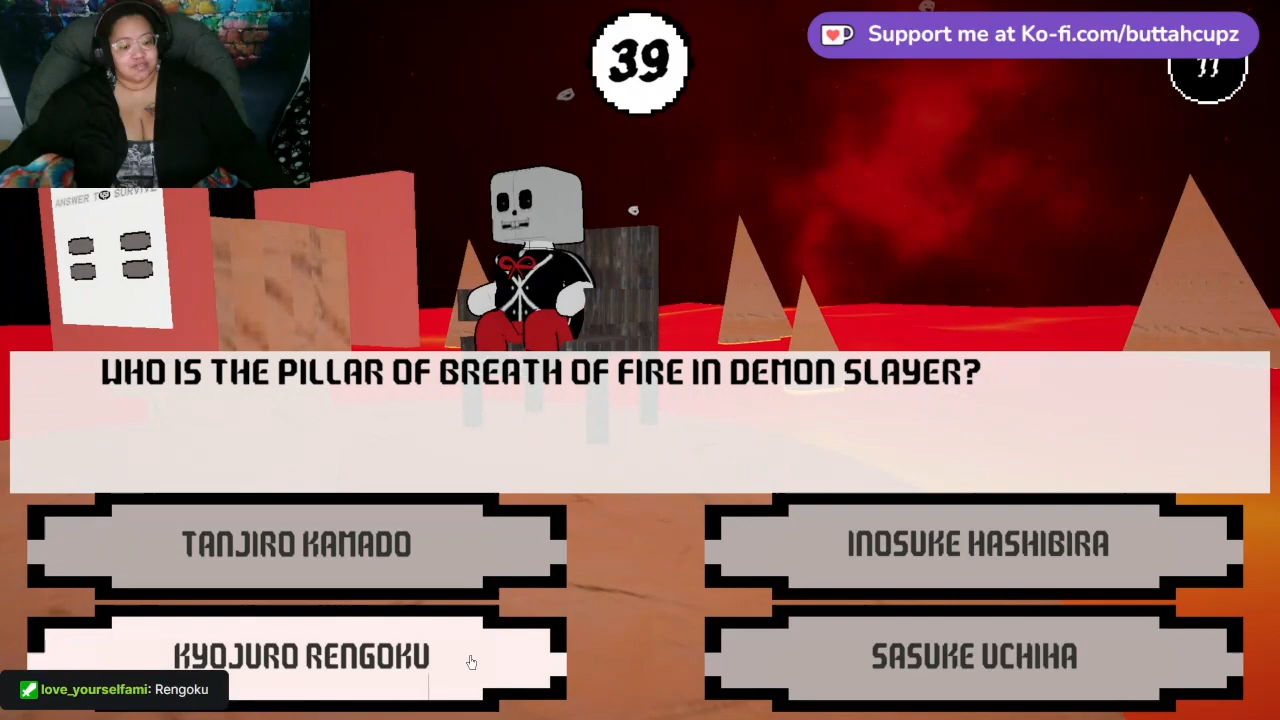 39
Support me at Ko-fi.com/buttahcupz
11
ANSWER TO SURVIVE
WHO IS THE PILLAR OF BREATH OF FIRE IN DEMON SLAYER?
TANJIRO KAMADO
INOSUKE HASHIBIRA
KYOJURO RENGOKU
SASUKE UCHIHA
love_yourselfami: Rengoku